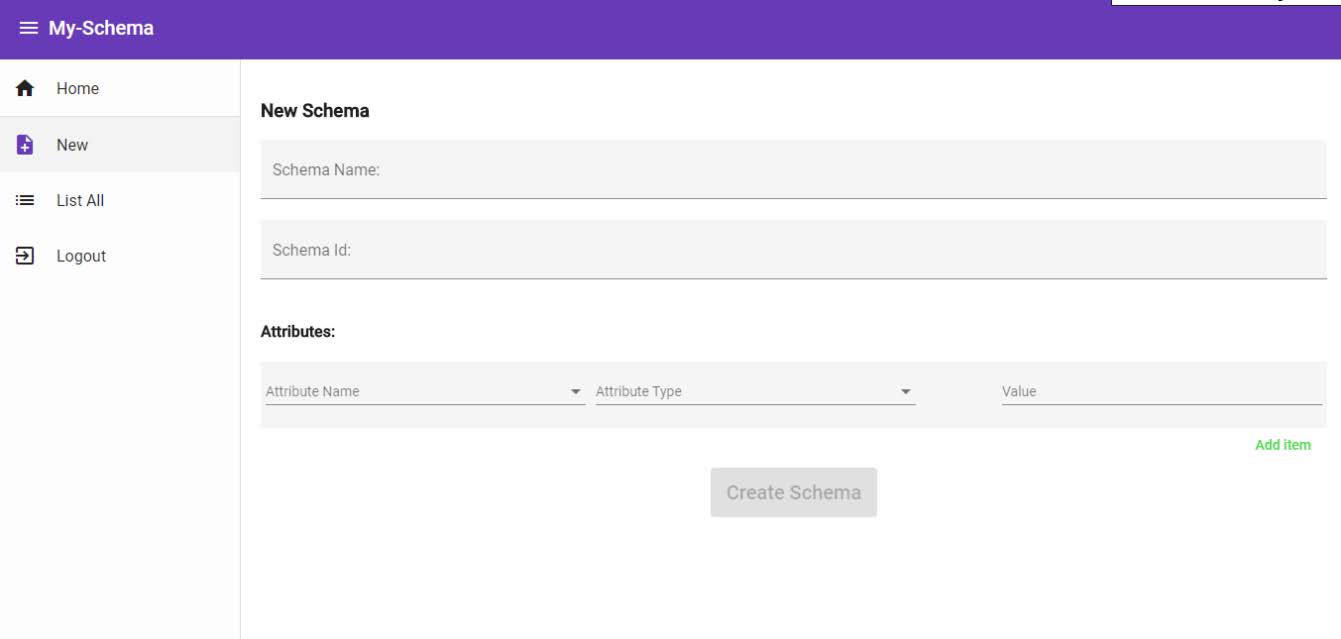 My-Schema
Home
New
List All
Logout
New Schema
Schema Name:
Schema Id:
Attributes:
Attribute Name Attribute Type Value
Add item
Create Schema